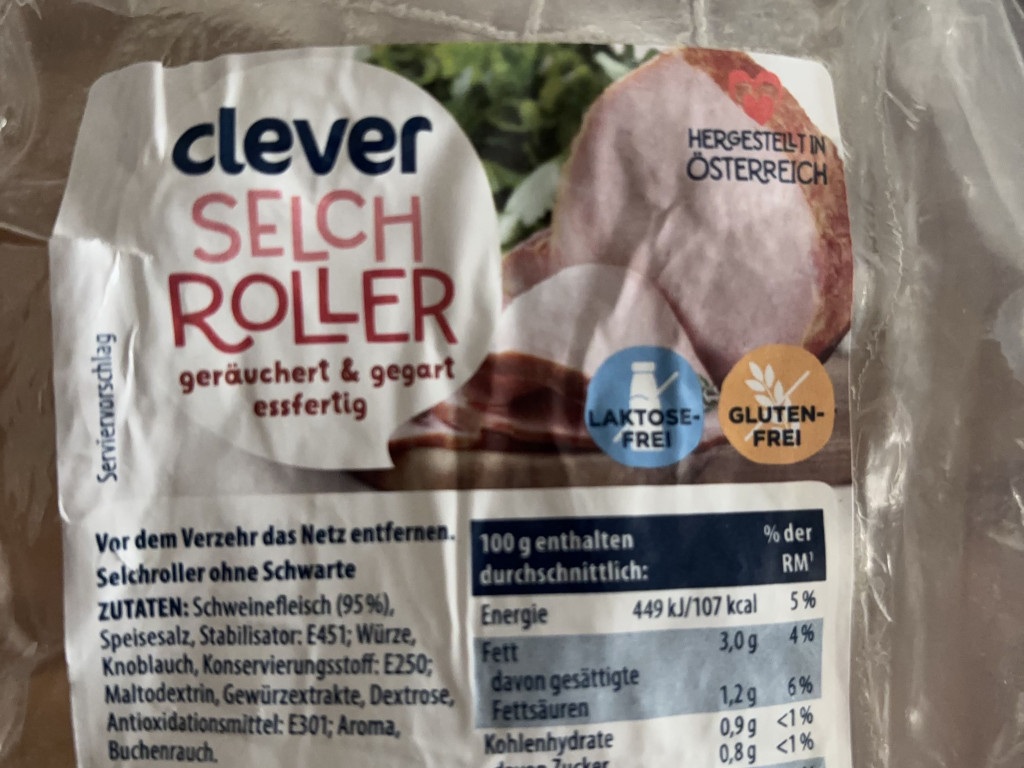 clever
SELCH
ROLLER
geräuchert & gegart
essfertig
HERGESTELLT IN
ÖSTERREICH
LAKTOSE-
FREI
GLUTEN-
FREI
Serviervorschlag
Vor dem Verzehr das Netz entfernen.
Selchroller ohne Schwarte
ZUTATEN: Schweinefleisch (95%),
Speisesalz, Stabilisator: E451; Würze,
Knoblauch, Konservierungsstoff: E250;
Maltodextrin, Gewürzextrakte, Dextrose,
Antioxidationsmittel: E301; Aroma,
Buchenrauch.
100 g enthalten % der
durchschnittlich: RM¹
Energie 449 kJ/107 kcal 5%
Fett 3,0 g 4%
davon gesättigte
Fettsäuren 1,2 g 6%
Kohlenhydrate 0,9 g <1%
davon Zucker 0,8 g <1%